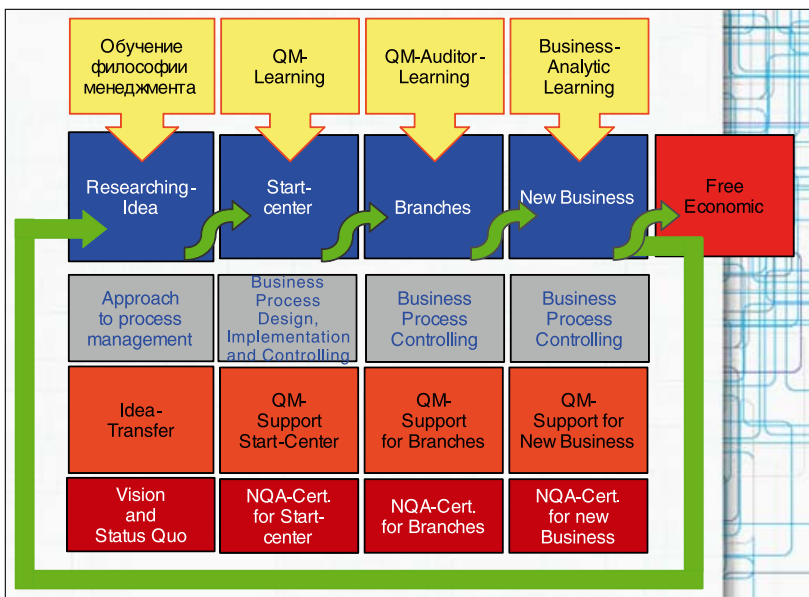 Обучение
философии
менеджмента
QM-
Learning
QM-Auditor-
Learning
Business-
Analytic
Learning
Researching-
Idea
Start-
center
Branches
New Business
Free
Economic
Approach
to process
management
Business
Process
Design,
Implementation
and Controlling
Business
Process
Controlling
Business
Process
Controlling
Idea-
Transfer
QM-
Support
Start-Center
QM-
Support
for Branches
QM-
Support for
New Business
Vision
and
Status Quo
NQA-Cert.
for Start-
center
NQA-Cert.
for Branches
NQA-Cert.
for new
Business